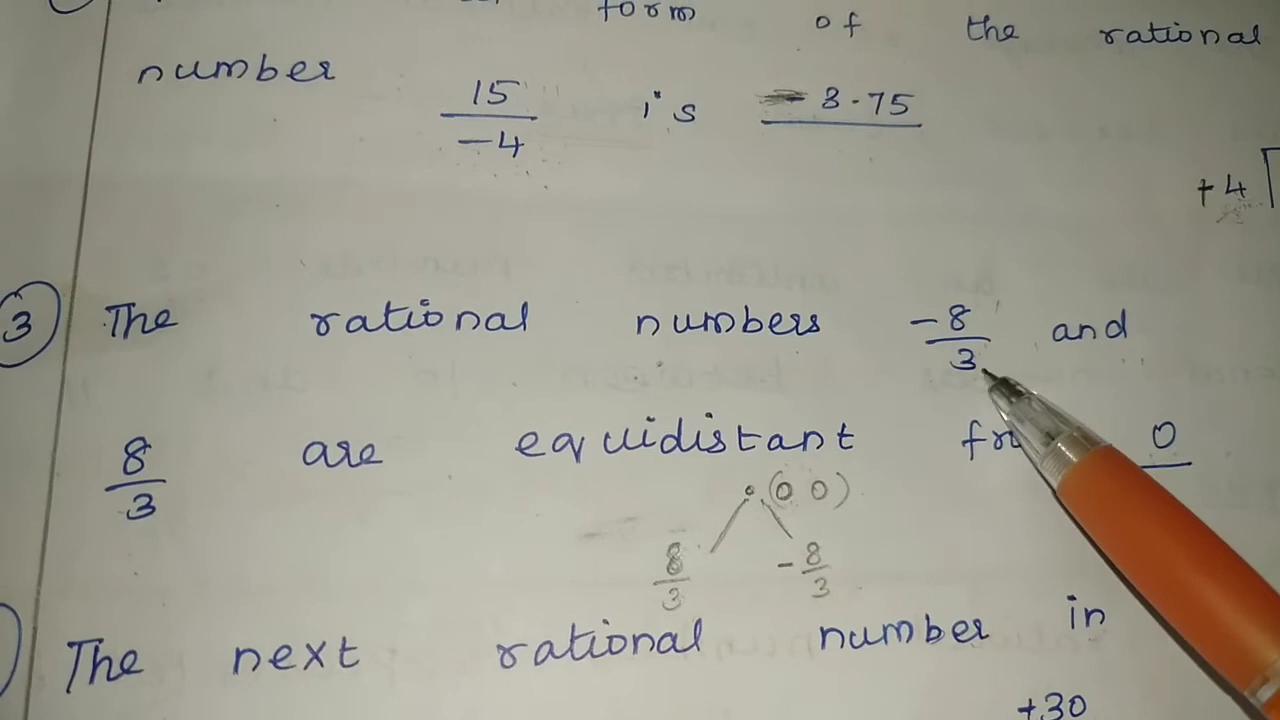 form of the rational
number 15/-4 is -3.75
+4
3 The rational numbers -8/3 and
8/3 are equidistant 0
(0 0)
8/3 -8/3
The next rational number in
+30